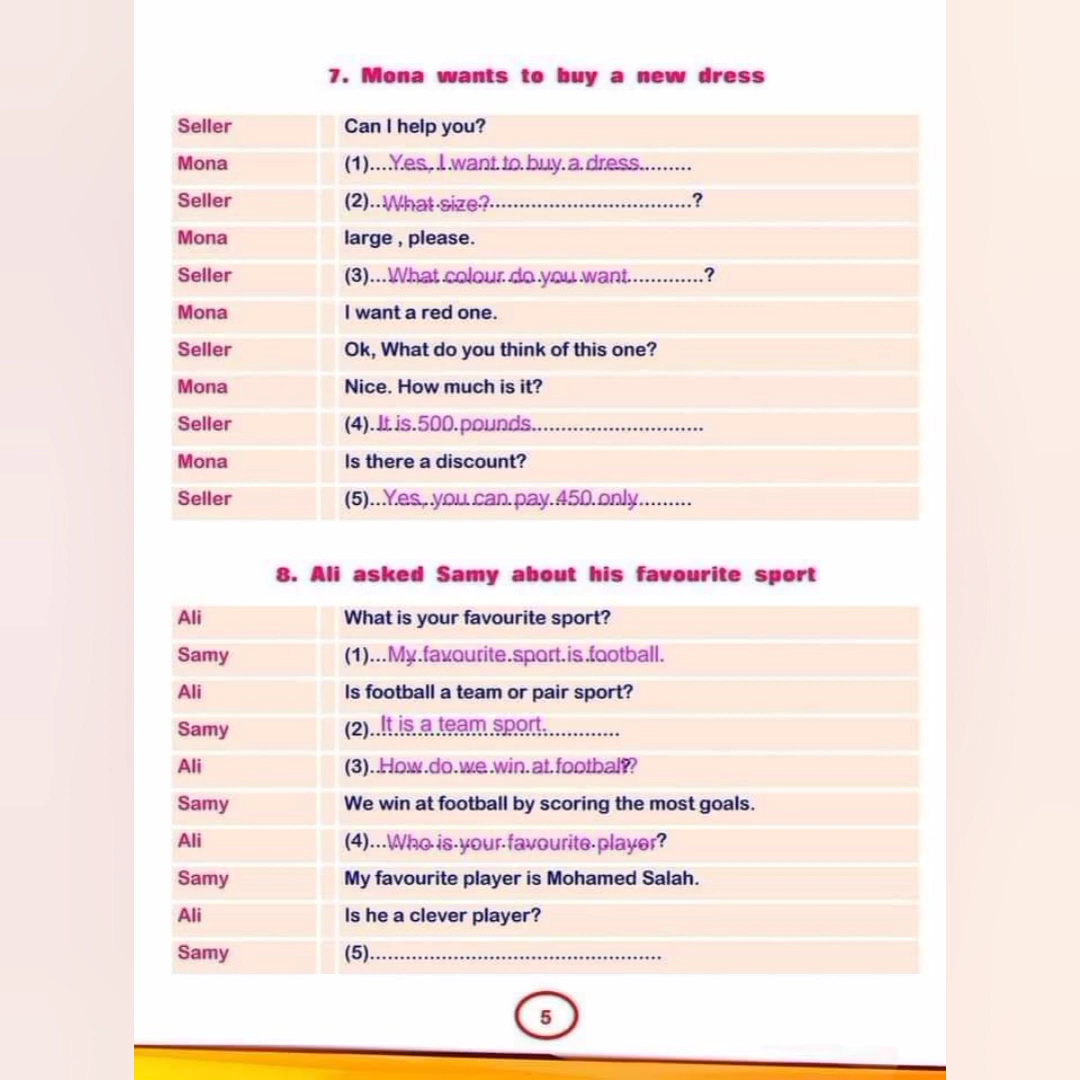 7. Mona wants to buy a new dress
Seller Can I help you?
Mona (1)....Yes, I want to buy a dress.........
Seller (2)..What size?.....................................?
Mona large , please.
Seller (3)...What colour do you want.............?
Mona I want a red one.
Seller Ok, What do you think of this one?
Mona Nice. How much is it?
Seller (4)..It is 500 pounds...............................
Mona Is there a discount?
Seller (5)...Yes, you can pay 450 only.........
8. Ali asked Samy about his favourite sport
Ali What is your favourite sport?
Samy (1)...My favourite sport is football.
Ali Is football a team or pair sport?
Samy (2)..It is a team sport..............
Ali (3)..How do we win at football?
Samy We win at football by scoring the most goals.
Ali (4)...Who is your favourite player?
Samy My favourite player is Mohamed Salah.
Ali Is he a clever player?
Samy (5).................................................
5